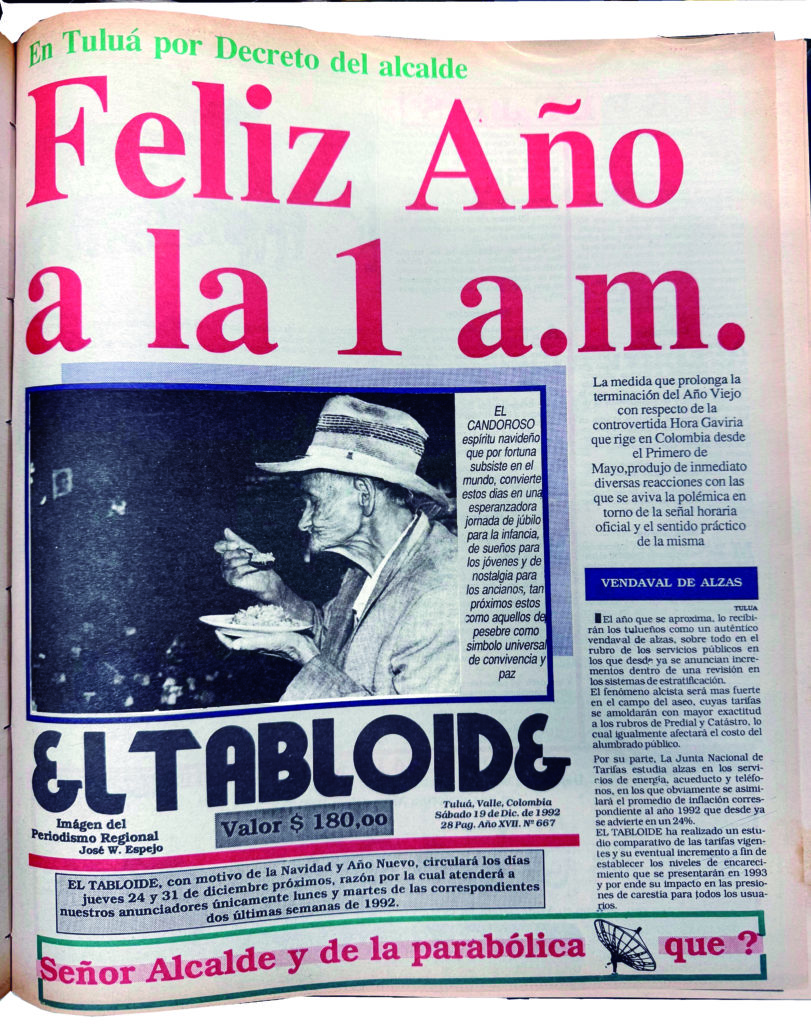 En Tuluá por Decreto del alcalde
Feliz Año
a la 1 a.m.
EL
CANDOROSO
espíritu navideño
que por fortuna
subsiste en el
mundo, convierte
estos dias en una
esperanzadora
jornada de júbilo
para la infancia,
de sueños para
los jóvenes y de
nostalgia para
los ancianos, tan
próximos estos
como aquellos de
pesebre como
simbolo universal
de convivencia y
paz
La medida que prolonga la
terminación del Año Viejo
con respecto de la
controvertida Hora Gaviria
que rige en Colombia desde
el Primero de
Mayo,produjo de inmediato
diversas reacciones con las
que se aviva la polémica en
torno de la señal horaria
oficial y el sentido práctico
de la misma
VENDAVAL DE ALZAS
TULUA
El año que se aproxima, lo recibi-
rán los tulueños como un auténtico
vendaval de alzas, sobre todo en el
rubro de los servicios públicos en
los que desde ya se anuncian incre-
mentos dentro de una revisión en
los sistemas de estratificación.
El fenómeno alcista será mas fuerte
en el campo del aseo, cuyas tarifas
se amoldarán con mayor exactitud
a los rubros de Predial y Catástro, lo
cual igualmente afectará el costo del
alumbrado público.
Por su parte, La Junta Nacional de
Tarifas estudia alzas en los servi-
cios de energía, acueducto y teléfo-
nos, en los que obviamente se asimi-
lará el promedio de inflación corres-
pondiente al año 1992 que desde ya
se advierte en un 24%.
EL TABLOIDE ha realizado un estu-
dio comparativo de las tarifas vigen-
tes y su eventual incremento a fin de
establecer los niveles de encareci-
miento que se presentarán en 1993
y por ende su impacto en las presio-
nes de carestia para todos los usua-
rios.
EL TABLOIDE
Imágen del
Periodismo Regional
José W. Espejo
Valor $ 180,oo
Tuluá, Valle, Colombia
Sábado 19 de Dic. de 1992
28 Pag. Año XVII. Nº 667
EL TABLOIDE, con motivo de la Navidad y Año Nuevo, circulará los días
jueves 24 y 31 de diciembre próximos, razón por la cual atenderá a
nuestros anunciadores únicamente lunes y martes de las correspondientes
dos últimas semanas de 1992.
Señor Alcalde y de la parabólica que ?